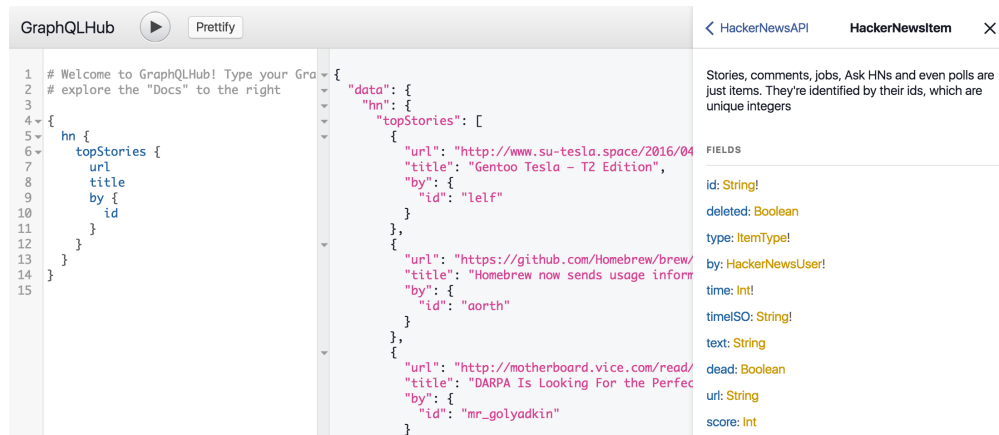 GraphQLHub
Prettify
1 # Welcome to GraphQLHub! Type your Gra
2 # explore the "Docs" to the right
3
4 {
5 hn {
6 topStories {
7 url
8 title
9 by {
10 id
11 }
12 }
13 }
14 }
15
{
"data": {
"hn": {
"topStories": [
{
"url": "http://www.su-tesla.space/2016/04
"title": "Gentoo Tesla – T2 Edition",
"by": {
"id": "lelf"
}
},
{
"url": "https://github.com/Homebrew/brew/
"title": "Homebrew now sends usage inform
"by": {
"id": "aorth"
}
},
{
"url": "http://motherboard.vice.com/read/
"title": "DARPA Is Looking For the Perfec
"by": {
"id": "mr_golyadkin"
}
HackerNewsAPI
HackerNewsItem
Stories, comments, jobs, Ask HNs and even polls are
just items. They're identified by their ids, which are
unique integers
FIELDS
id: String!
deleted: Boolean
type: ItemType!
by: HackerNewsUser!
time: Int!
timeISO: String!
text: String
dead: Boolean
url: String
score: Int